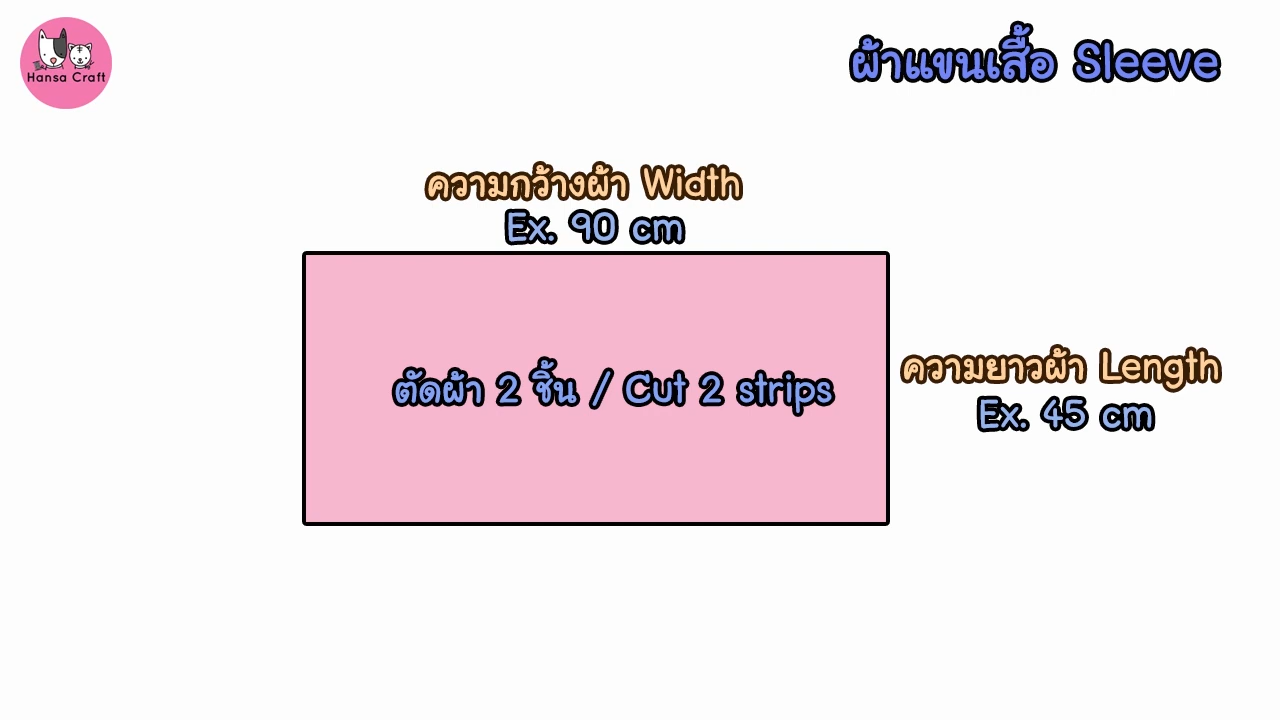 Hansa Craft
ผ้าแขนเสื้อ Sleeve
ความกว้างผ้า Width
Ex. 90 cm
ตัดผ้า 2 ชิ้น / Cut 2 strips
ความยาวผ้า Length
Ex. 45 cm